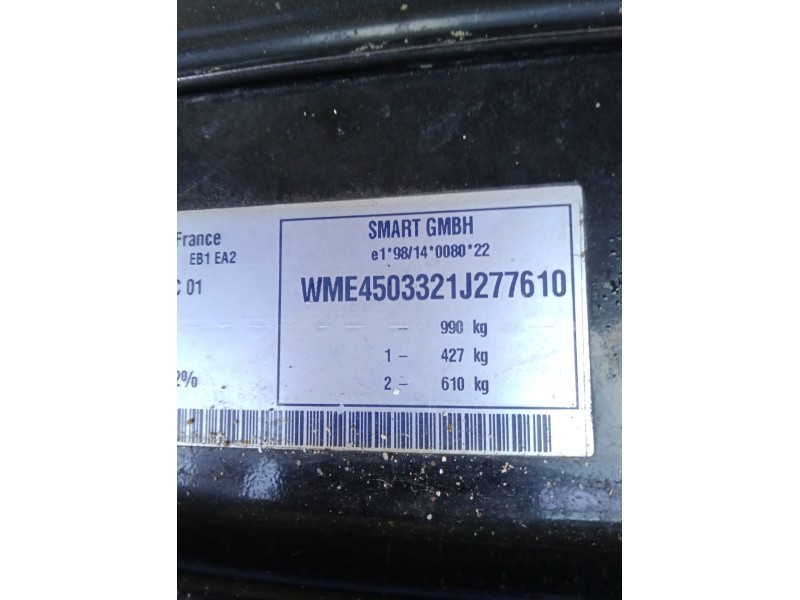 France
EB1 EA2
C 01
2%
SMART GMBH
e1*98/14*0080*22
WME4503321J277610
– 990 kg
1 – 427 kg
2 – 610 kg